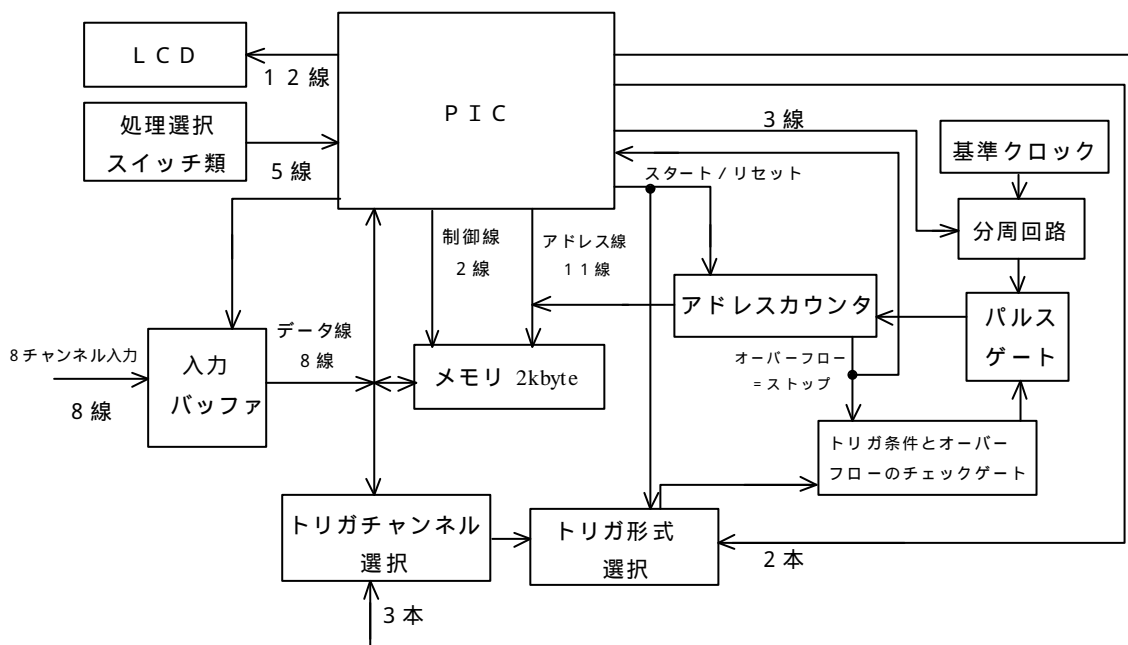 LCD
12線
PIC
処理選択
スイッチ類
5線
3線
基準クロック
スタート/リセット
分周回路
制御線
2線
アドレス線
11線
アドレスカウンタ
パルス
ゲート
8チャンネル入力
8線
入力
バッファ
データ線
8線
メモリ 2kbyte
オーバーフロー
=ストップ
トリガ条件とオーバー
フローのチェックゲート
トリガチャンネル
選択
トリガ形式
選択
2本
3本